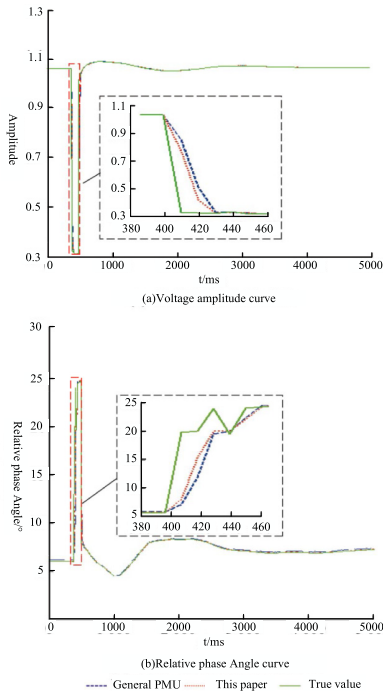 1.3
1.1
0.9
0.7
0.5
0.3
Amplitude
1.1
0.9
0.7
0.5
0.3
380 400 420 440 460
0 1000 2000 3000 4000 5000
t/ms
(a)Voltage amplitude curve
30
25
20
15
10
5
Relative phase Angle/°
25
20
15
10
5
380 400 420 440 460
0 1000 2000 3000 4000 5000
t/ms
(b)Relative phase Angle curve
General PMU This paper True value